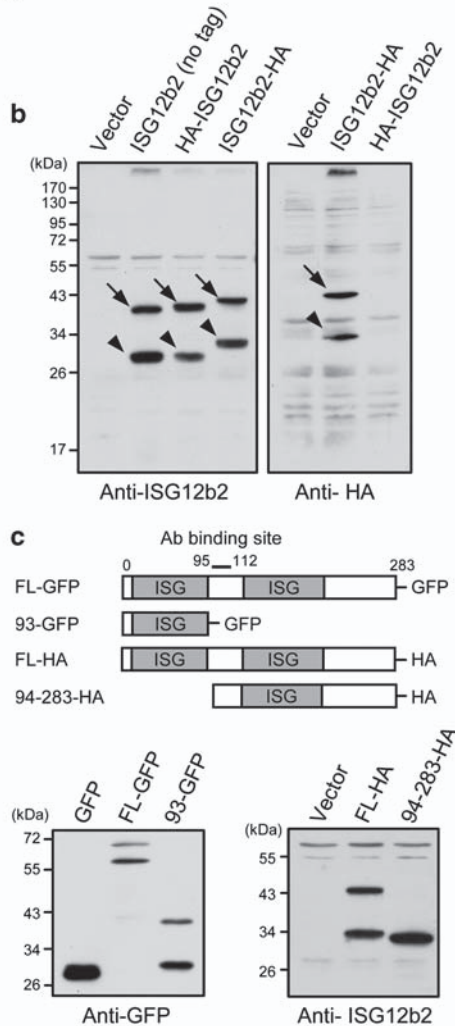 b
Vector
ISG12b2 (no tag)
HA-ISG12b2
ISG12b2-HA
Vector
ISG12b2-HA
HA-ISG12b2
(kDa)
170
130
95
72
55
43
34
26
17
Anti-ISG12b2
Anti- HA
c
Ab binding site
0 95 112 283
FL-GFP ISG ISG GFP
93-GFP ISG GFP
FL-HA ISG ISG HA
94-283-HA ISG HA
GFP
FL-GFP
93-GFP
(kDa)
72
55
43
34
26
Anti-GFP
Vector
FL-HA
94-283-HA
(kDa)
55
43
34
26
Anti- ISG12b2